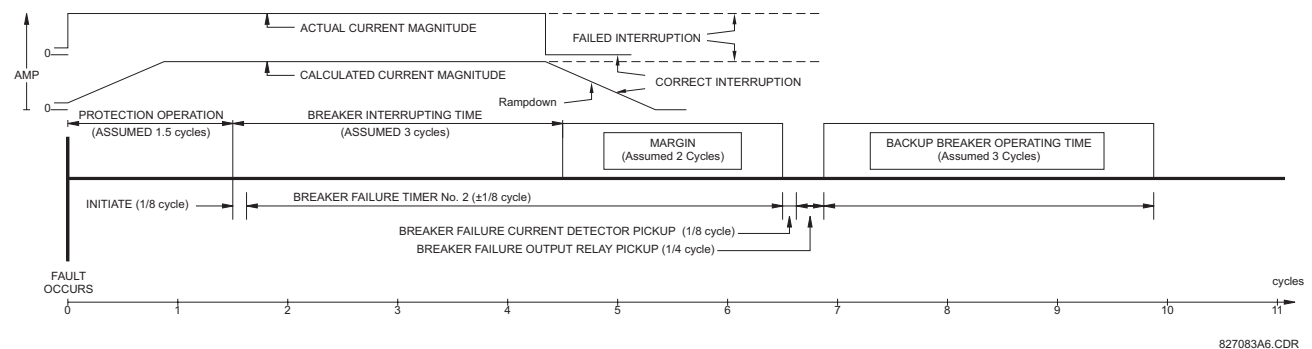 ACTUAL CURRENT MAGNITUDE
FAILED INTERRUPTION
0
AMP
CALCULATED CURRENT MAGNITUDE
CORRECT INTERRUPTION
Rampdown
0
PROTECTION OPERATION
(ASSUMED 1.5 cycles)
BREAKER INTERRUPTING TIME
(ASSUMED 3 cycles)
MARGIN
(Assumed 2 Cycles)
BACKUP BREAKER OPERATING TIME
(Assumed 3 Cycles)
INITIATE (1/8 cycle)
BREAKER FAILURE TIMER No. 2 (±1/8 cycle)
BREAKER FAILURE CURRENT DETECTOR PICKUP (1/8 cycle)
BREAKER FAILURE OUTPUT RELAY PICKUP (1/4 cycle)
FAULT
OCCURS
cycles
0 1 2 3 4 5 6 7 8 9 10 11
827083A6.CDR